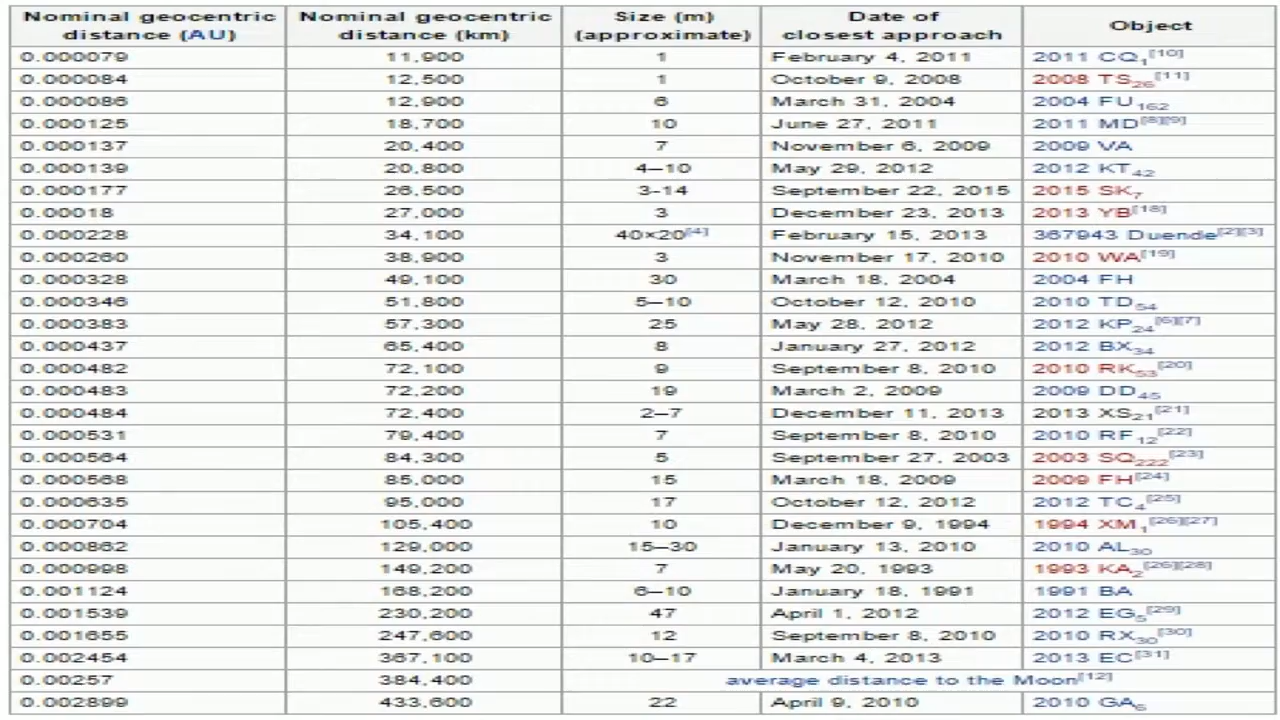 Nominal geocentric distance (AU) Nominal geocentric distance (km) Size (m) (approximate) Date of closest approach Object
0.000079 11,900 1 February 4, 2011 2011 CQ1[10]
0.000084 12,500 1 October 9, 2008 2008 TS26[11]
0.000086 12,900 6 March 31, 2004 2004 FU162
0.000125 18,700 10 June 27, 2011 2011 MD[8][9]
0.000137 20,400 7 November 6, 2009 2009 VA
0.000139 20,800 4–10 May 29, 2012 2012 KT42
0.000177 26,500 3-14 September 22, 2015 2015 SK7
0.00018 27,000 3 December 23, 2013 2013 YB[18]
0.000228 34,100 40×20[4] February 15, 2013 367943 Duende[2][3]
0.000260 38,900 3 November 17, 2010 2010 WA[19]
0.000328 49,100 30 March 18, 2004 2004 FH
0.000346 51,800 5–10 October 12, 2010 2010 TD54
0.000383 57,300 25 May 28, 2012 2012 KP24[6][7]
0.000437 65,400 8 January 27, 2012 2012 BX34
0.000482 72,100 9 September 8, 2010 2010 RK53[20]
0.000483 72,200 19 March 2, 2009 2009 DD45
0.000484 72,400 2–7 December 11, 2013 2013 XS21[21]
0.000531 79,400 7 September 8, 2010 2010 RF12[22]
0.000564 84,300 5 September 27, 2003 2003 SQ222[23]
0.000568 85,000 15 March 18, 2009 2009 FH[24]
0.000635 95,000 17 October 12, 2012 2012 TC4[25]
0.000704 105,400 10 December 9, 1994 1994 XM1[26][27]
0.000862 129,000 15–30 January 13, 2010 2010 AL30
0.000998 149,200 7 May 20, 1993 1993 KA2[26][28]
0.001124 168,200 6–10 January 18, 1991 1991 BA
0.001539 230,200 47 April 1, 2012 2012 EG5[29]
0.001655 247,600 12 September 8, 2010 2010 RX30[30]
0.002454 367,100 10–17 March 4, 2013 2013 EC[31]
0.00257 384,400 average distance to the Moon[12]
0.002899 433,600 22 April 9, 2010 2010 GA6